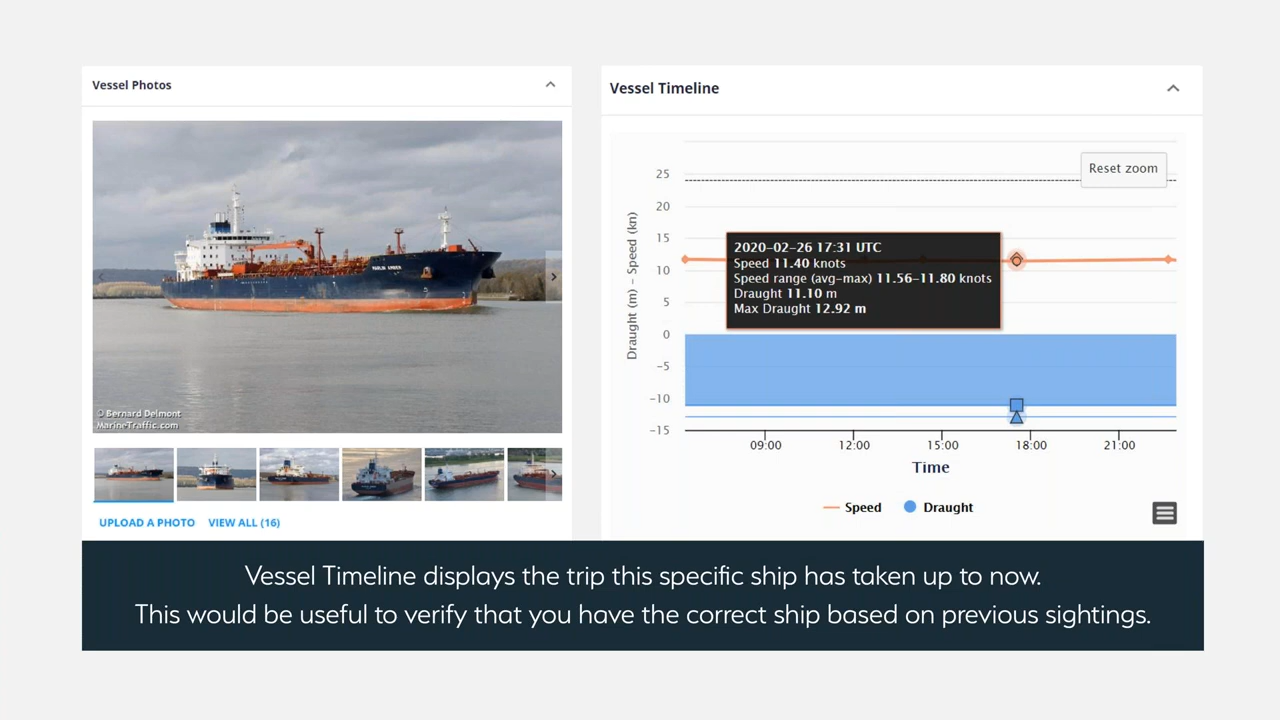 Vessel Photos
© Bernard Delmont
MarineTraffic.com
UPLOAD A PHOTO VIEW ALL (16)
Vessel Timeline
Reset zoom
Draught (m) – Speed (kn)
25
20
15
10
5
0
−5
−10
−15
2020–02–26 17:31 UTC
Speed 11.40 knots
Speed range (avg–max) 11.56–11.80 knots
Draught 11.10 m
Max Draught 12.92 m
09:00 12:00 15:00 18:00 21:00
Time
Speed Draught
Vessel Timeline displays the trip this specific ship has taken up to now.
This would be useful to verify that you have the correct ship based on previous sightings.